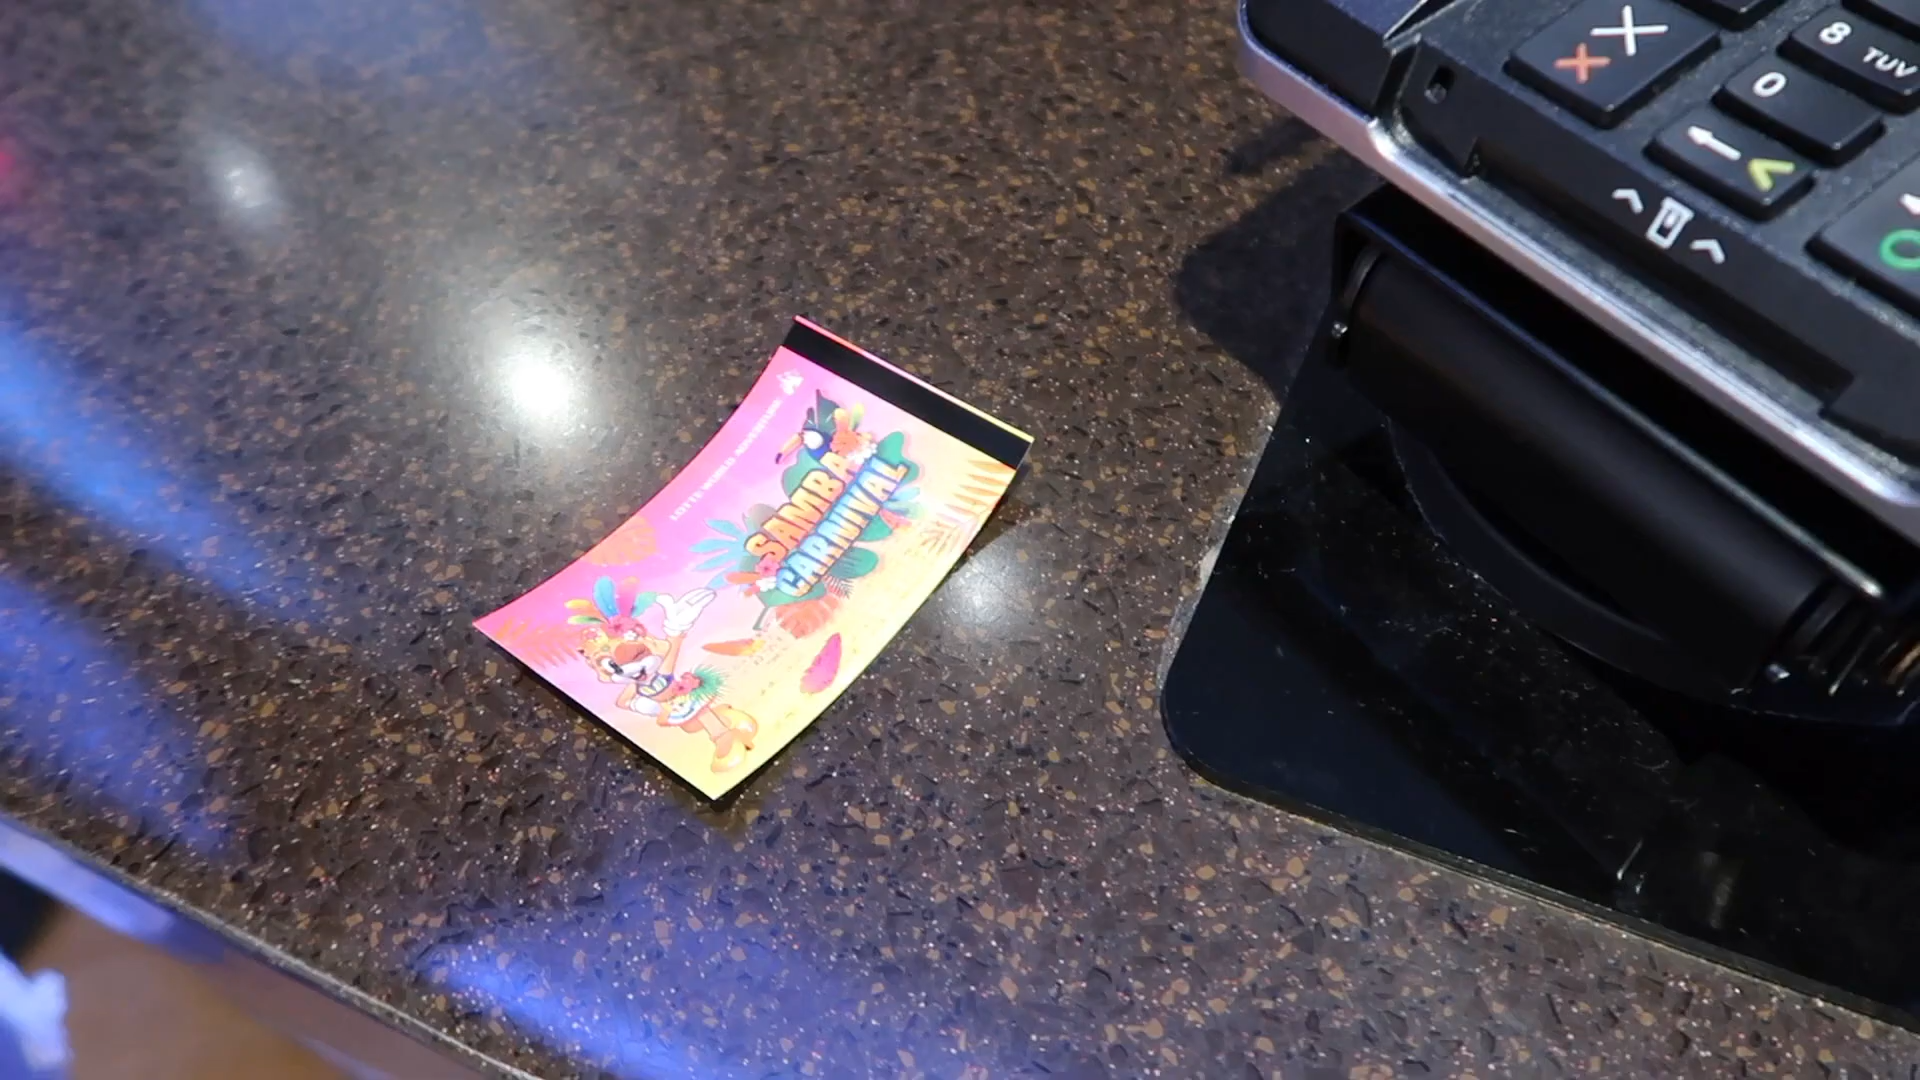 LOTTE WORLD ADVENTURE
SAMBA
CARNIVAL
8 TUV
0